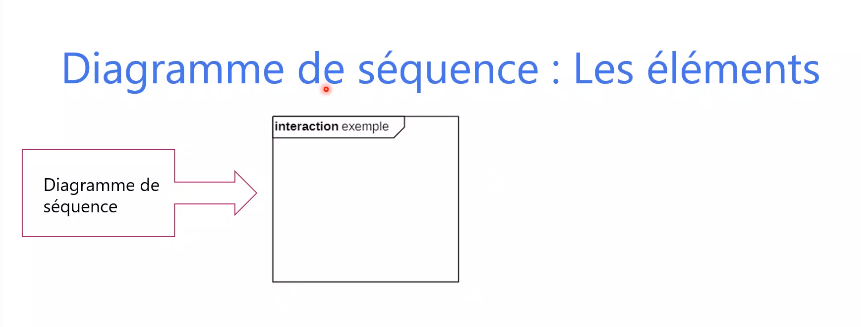 Diagramme de séquence : Les éléments
interaction exemple
Diagramme de
séquence